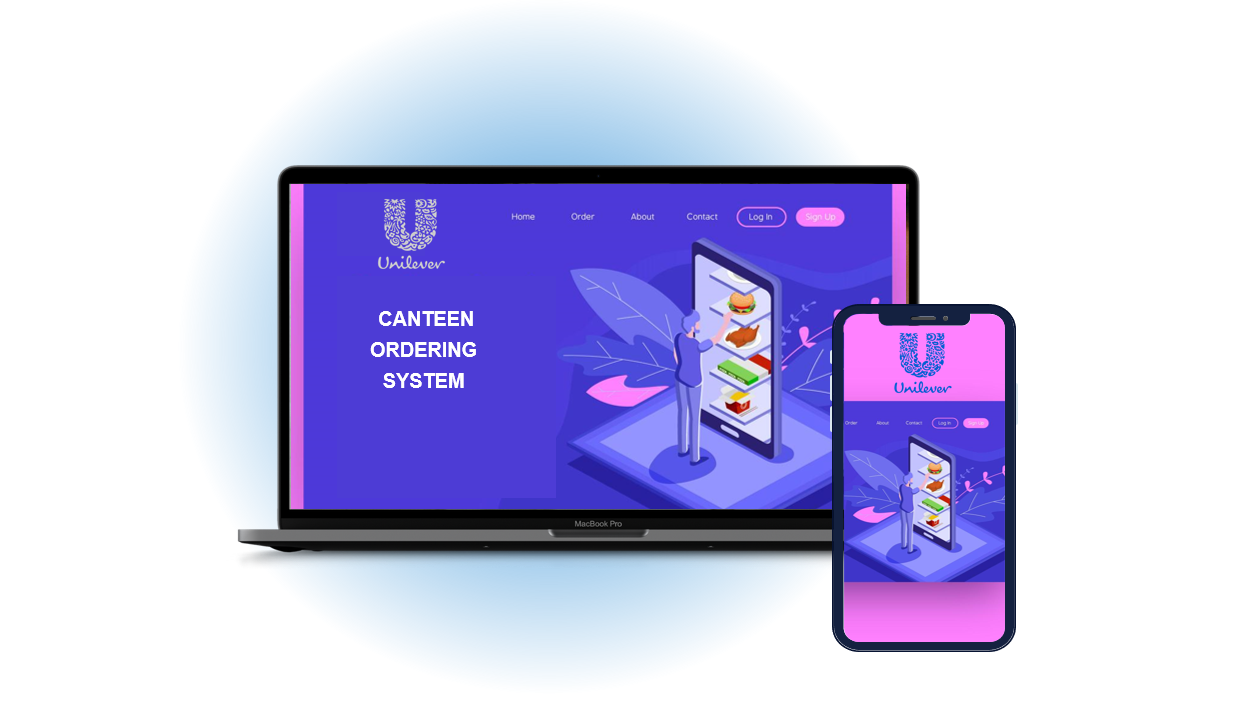 Unilever
Home Order About Contact Log In Sign Up
CANTEEN
ORDERING
SYSTEM
MacBook Pro
Unilever
Order About Contact Log In Sign Up